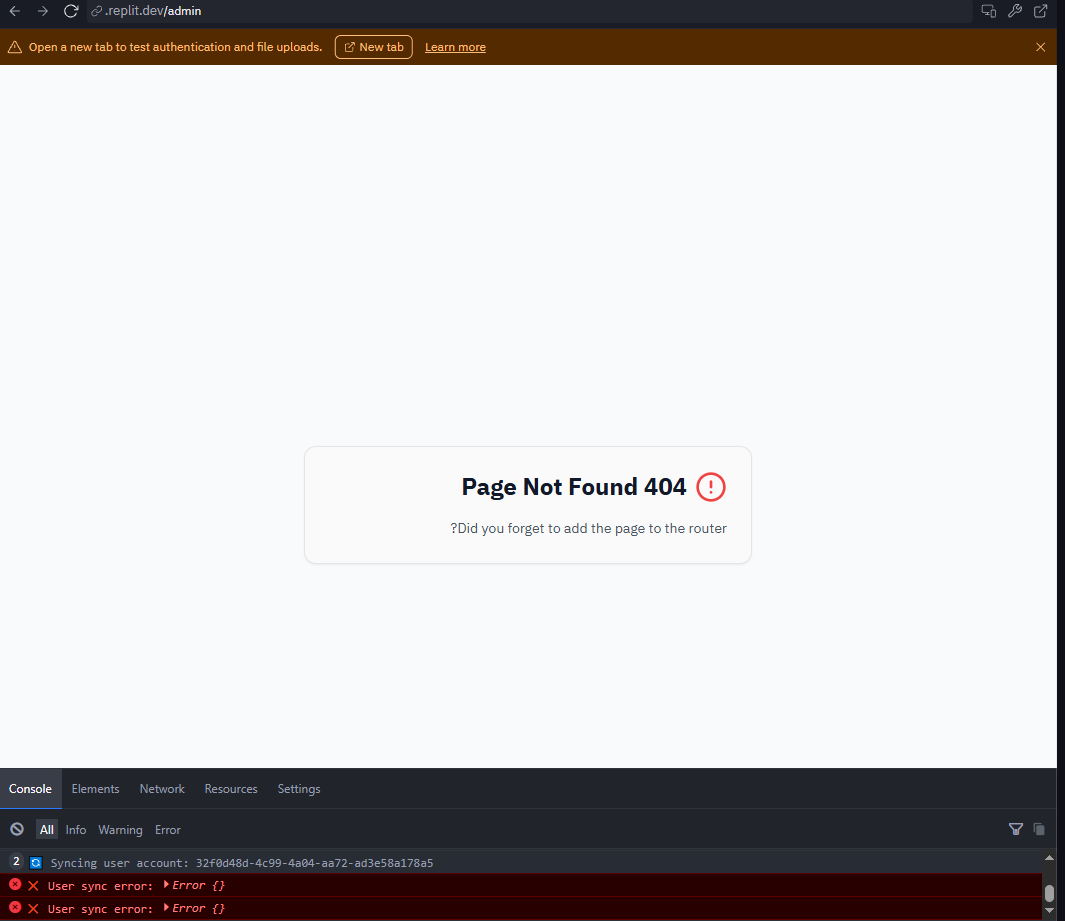 .replit.dev/admin
Open a new tab to test authentication and file uploads. New tab Learn more
Page Not Found 404
?Did you forget to add the page to the router
Console Elements Network Resources Settings
All Info Warning Error
2 Syncing user account: 32f0d48d-4c99-4a04-aa72-ad3e58a178a5
User sync error: Error {}
User sync error: Error {}